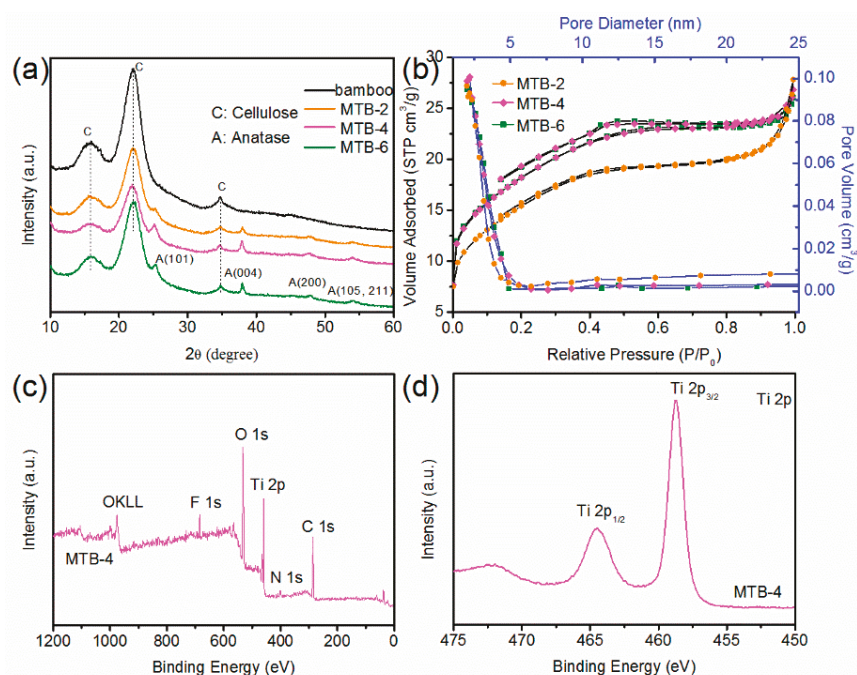 (a)
C
C
C: Cellulose
A: Anatase
bamboo
MTB-2
MTB-4
MTB-6
C
A(101)
A(004)
A(200)
A(105, 211)
Intensity (a.u.)
10 20 30 40 50 60
2θ (degree)
Pore Diameter (nm)
5 10 15 20 25
(b)
MTB-2
MTB-4
MTB-6
30
25
20
15
10
5
Volume Adsorbed (STP cm³/g)
0.10
0.08
0.06
0.04
0.02
0.00
Pore Volume (cm³/g)
0.0 0.2 0.4 0.6 0.8 1.0
Relative Pressure (P/P₀)
(c)
O 1s
Ti 2p
OKLL
F 1s
C 1s
N 1s
MTB-4
Intensity (a.u.)
1200 1000 800 600 400 200 0
Binding Energy (eV)
(d)
Ti 2p₃/₂
Ti 2p
Ti 2p₁/₂
MTB-4
Intensity (a.u.)
475 470 465 460 455 450
Binding Energy (eV)